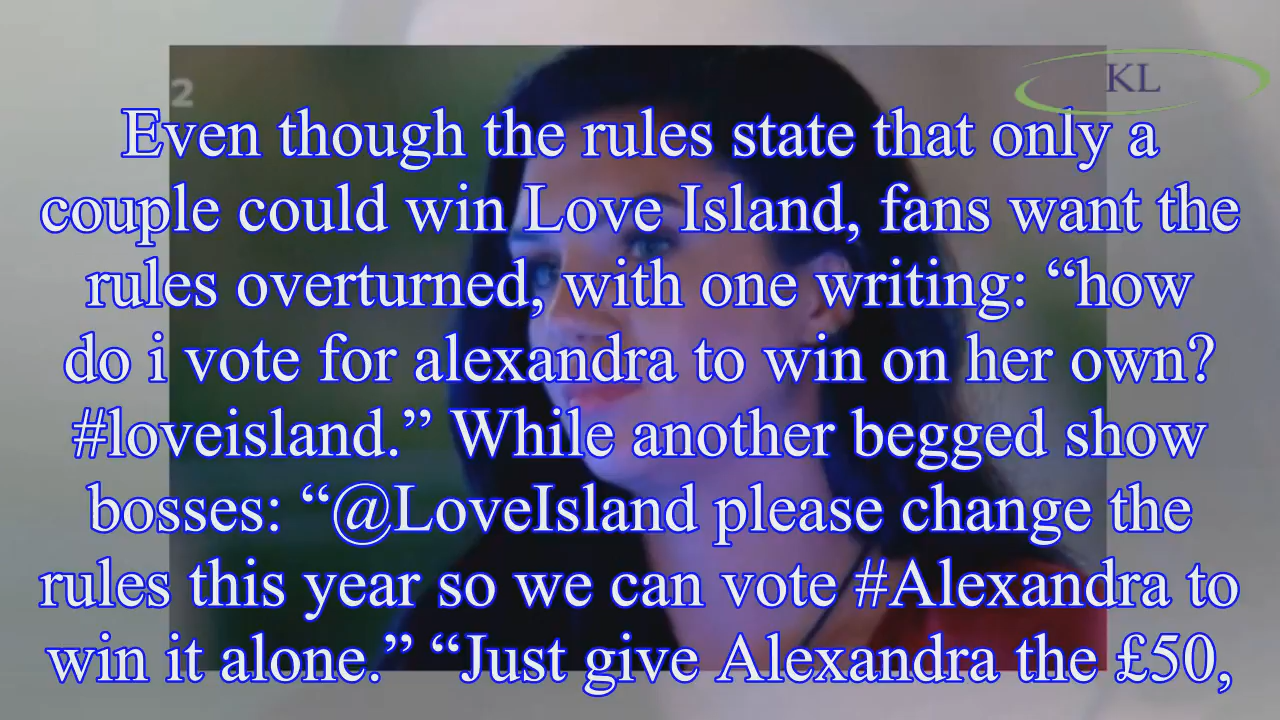 2
KL
Even though the rules state that only a
couple could win Love Island, fans want the
rules overturned, with one writing: “how
do i vote for alexandra to win on her own?
#loveisland.” While another begged show
bosses: “@LoveIsland please change the
rules this year so we can vote #Alexandra to
win it alone.” “Just give Alexandra the £50,